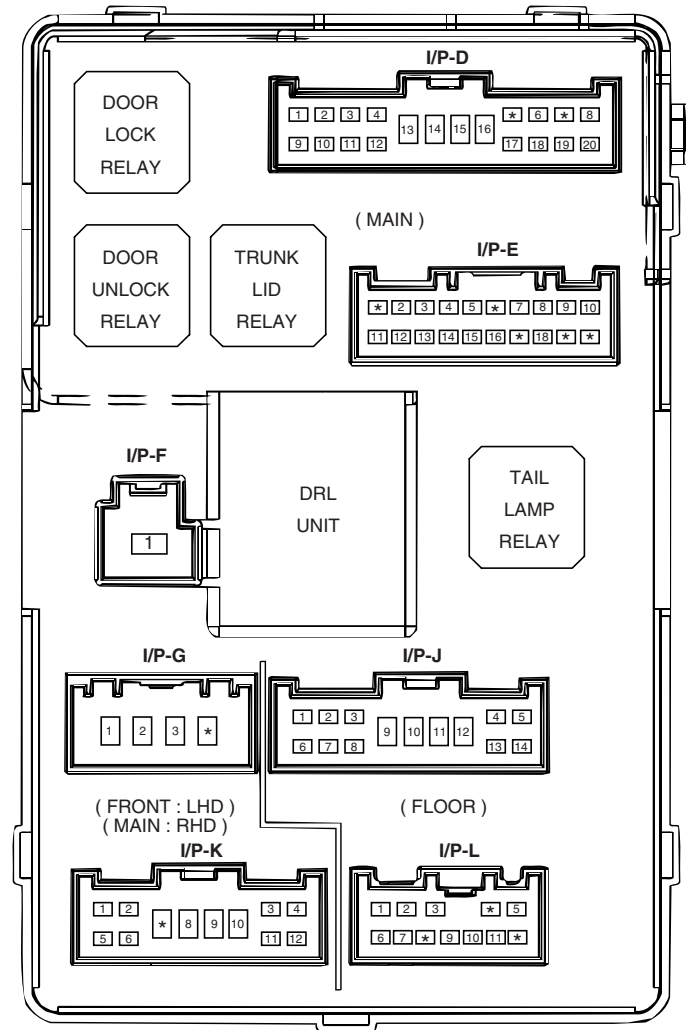 I/P-D
DOOR
LOCK
RELAY
1 2 3 4 13 14 15 16 * 6 * 8
9 10 11 12 17 18 19 20
( MAIN )
I/P-E
DOOR
UNLOCK
RELAY
TRUNK
LID
RELAY
* 2 3 4 5 * 7 8 9 10
11 12 13 14 15 16 * 18 * *
I/P-F
1
DRL
UNIT
TAIL
LAMP
RELAY
I/P-G
1 2 3 *
I/P-J
1 2 3 9 10 11 12 4 5
6 7 8 13 14
( FRONT : LHD )
( MAIN : RHD )
( FLOOR )
I/P-K
1 2 * 8 9 10 3 4
5 6 11 12
I/P-L
1 2 3 * 5
6 7 * 9 10 11 *